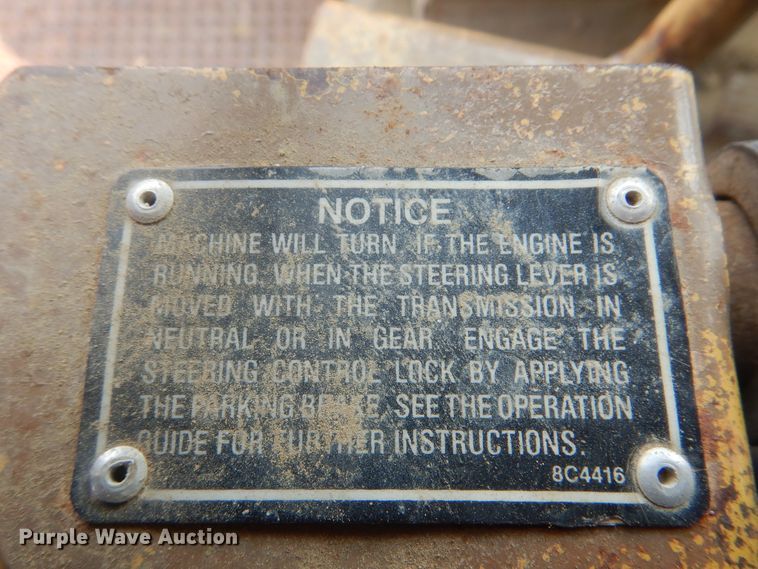 NOTICE
MACHINE WILL TURN, IF THE ENGINE IS
RUNNING, WHEN THE STEERING LEVER IS
MOVED WITH THE TRANSMISSION IN
NEUTRAL OR IN GEAR. ENGAGE THE
STEERING CONTROL LOCK BY APPLYING
THE PARKING BRAKE. SEE THE OPERATION
GUIDE FOR FURTHER INSTRUCTIONS.
8C4416
Purple Wave Auction